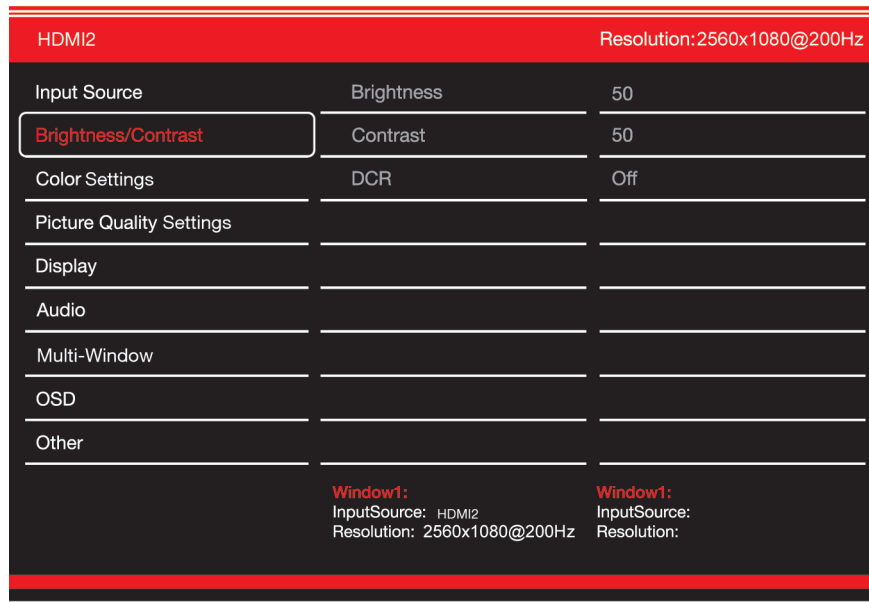 HDMI2 Resolution:2560x1080@200Hz
Input Source Brightness 50
Brightness/Contrast Contrast 50
Color Settings DCR Off
Picture Quality Settings
Display
Audio
Multi-Window
OSD
Other
Window1: Window1:
InputSource: HDMI2 InputSource:
Resolution: 2560x1080@200Hz Resolution: